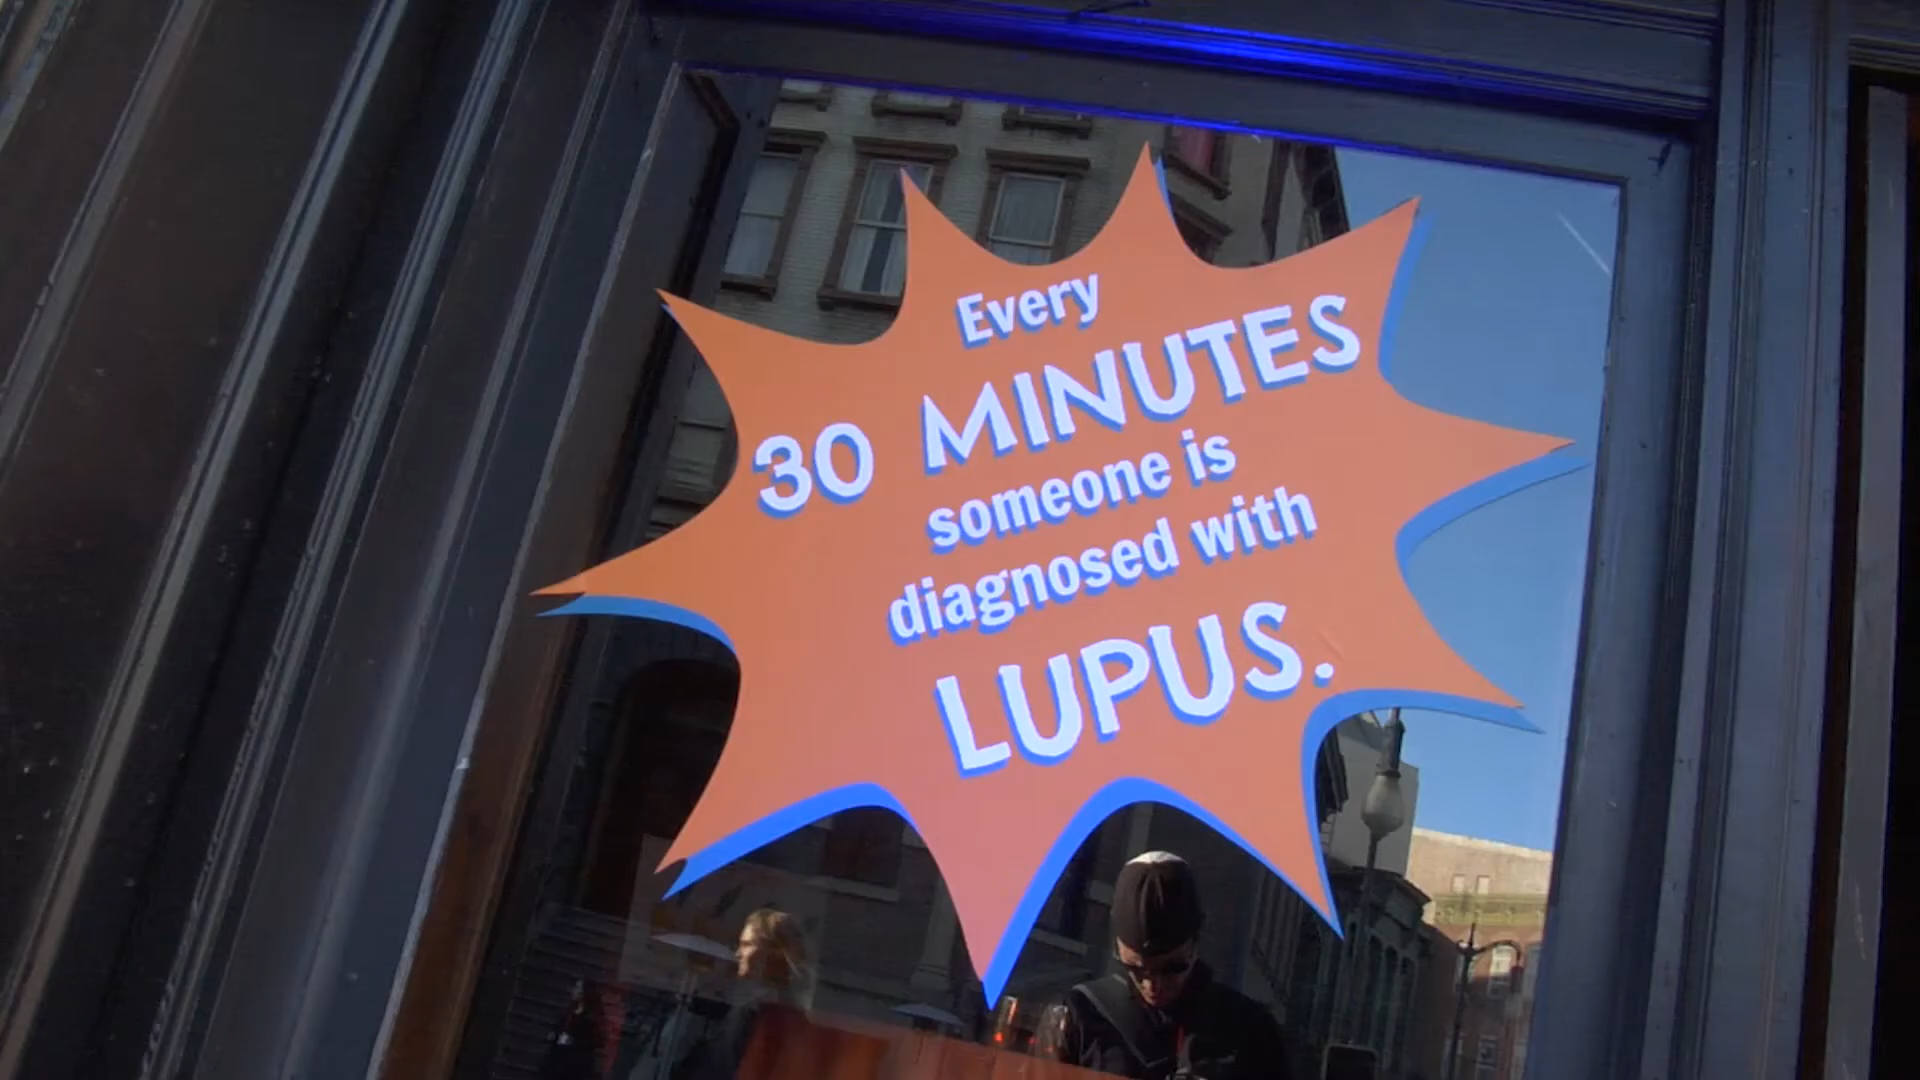 Every
30 MINUTES
someone is
diagnosed with
LUPUS.